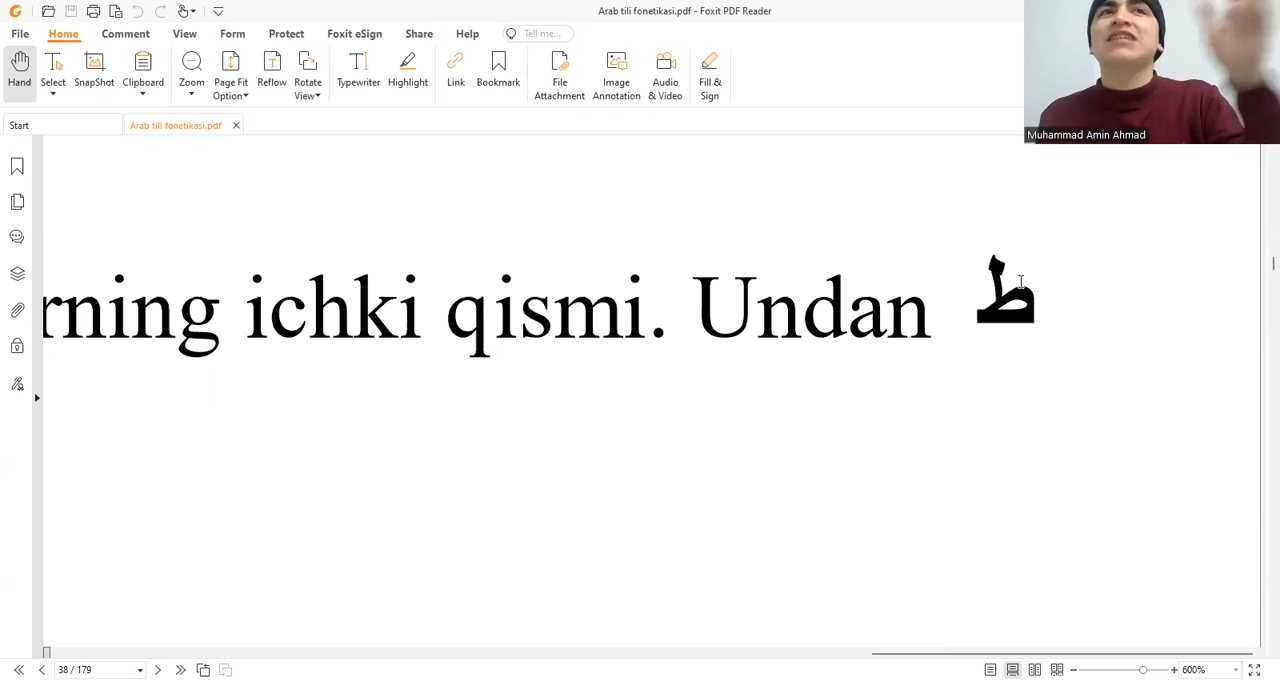 Arab tili fonetikasi.pdf - Foxit PDF Reader
File Home Comment View Form Protect Foxit eSign Share Help Tell me...
Hand Select SnapShot Clipboard Zoom Page Fit Option Reflow Rotate View Typewriter Highlight Link Bookmark File Attachment Image Annotation Audio & Video Fill & Sign
Muhammad Amin Ahmad
Start Arab tili fonetikasi.pdf
rning ichki qismi. Undan ط
38 / 179 600%